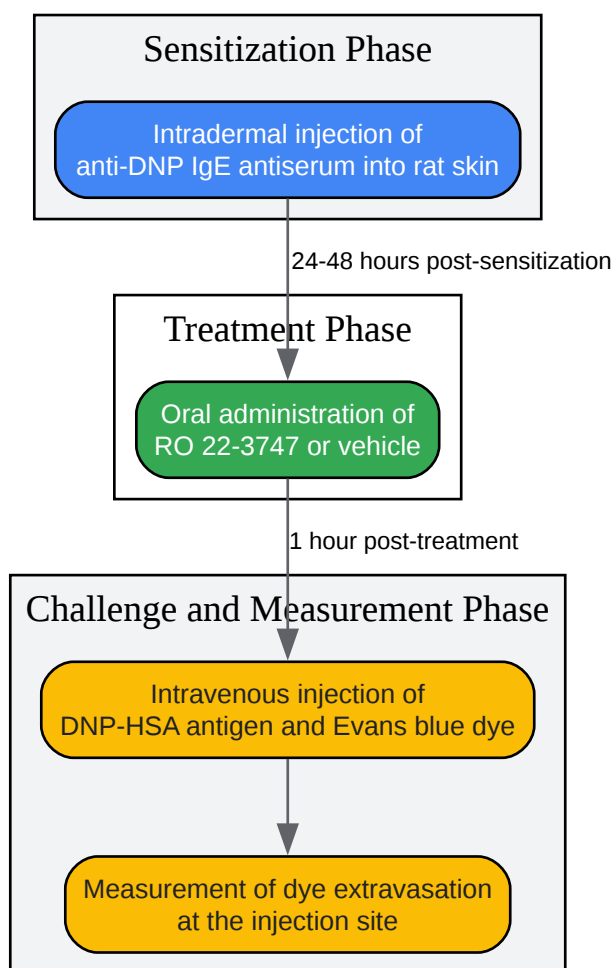 Sensitization Phase
Intradermal injection of
anti-DNP IgE antiserum into rat skin
24-48 hours post-sensitization
Treatment Phase
Oral administration of
RO 22-3747 or vehicle
1 hour post-treatment
Challenge and Measurement Phase
Intravenous injection of
DNP-HSA antigen and Evans blue dye
Measurement of dye extravasation
at the injection site